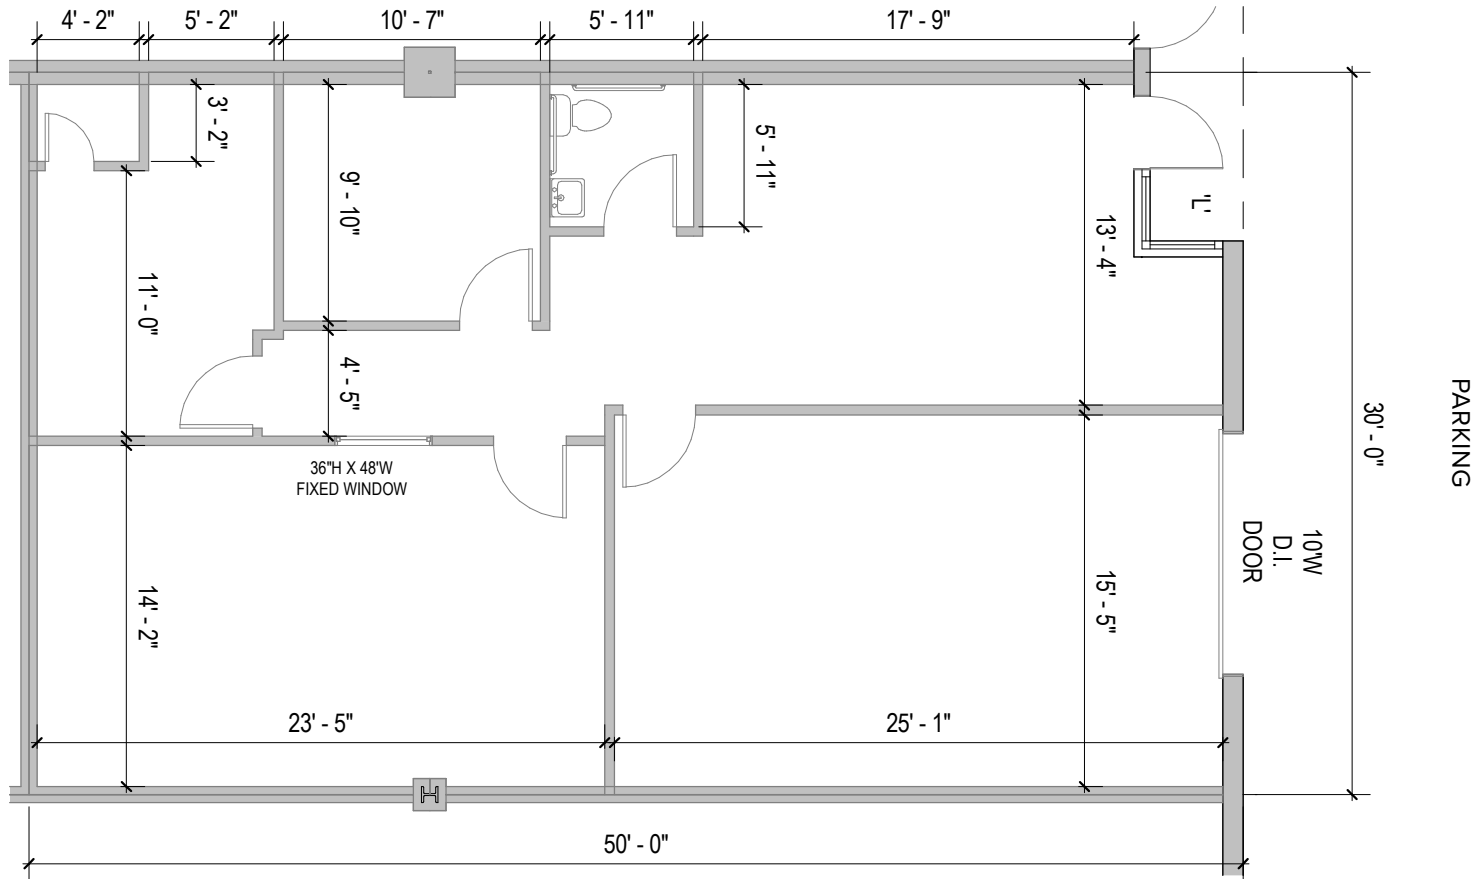 4' - 2"
5' - 2"
10' - 7"
5' - 11"
17' - 9"
3' - 2"
9' - 10"
5' - 11"
13' - 4"
'L'
11' - 0"
4' - 5"
30' - 0"
PARKING
36"H X 48'W
FIXED WINDOW
14' - 2"
15' - 5"
10'W
D.I.
DOOR
23' - 5"
25' - 1"
50' - 0"